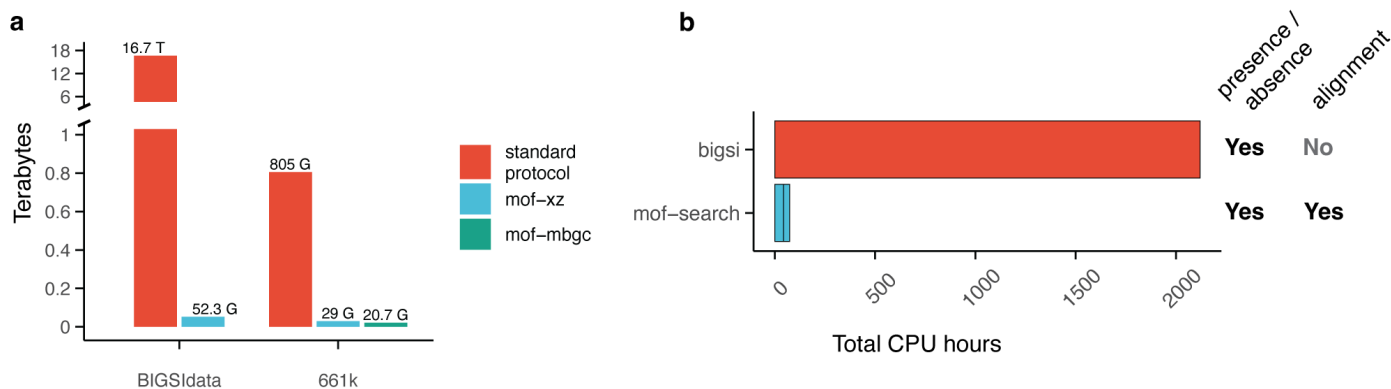 a
Terabytes
18
12
6
1
0.8
0.6
0.4
0.2
0
16.7 T
52.3 G
805 G
29 G
20.7 G
BIGSIdata
661k
standard
protocol
mof−xz
mof−mbgc
b
presence /
absence
alignment
bigsi
Yes
No
mof−search
Yes
Yes
0
500
1000
1500
2000
Total CPU hours